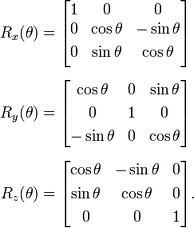 R_x(θ) = [1 0 0
0 cos θ − sin θ
0 sin θ cos θ]
R_y(θ) = [cos θ 0 sin θ
0 1 0
− sin θ 0 cos θ]
R_z(θ) = [cos θ − sin θ 0
sin θ cos θ 0
0 0 1].